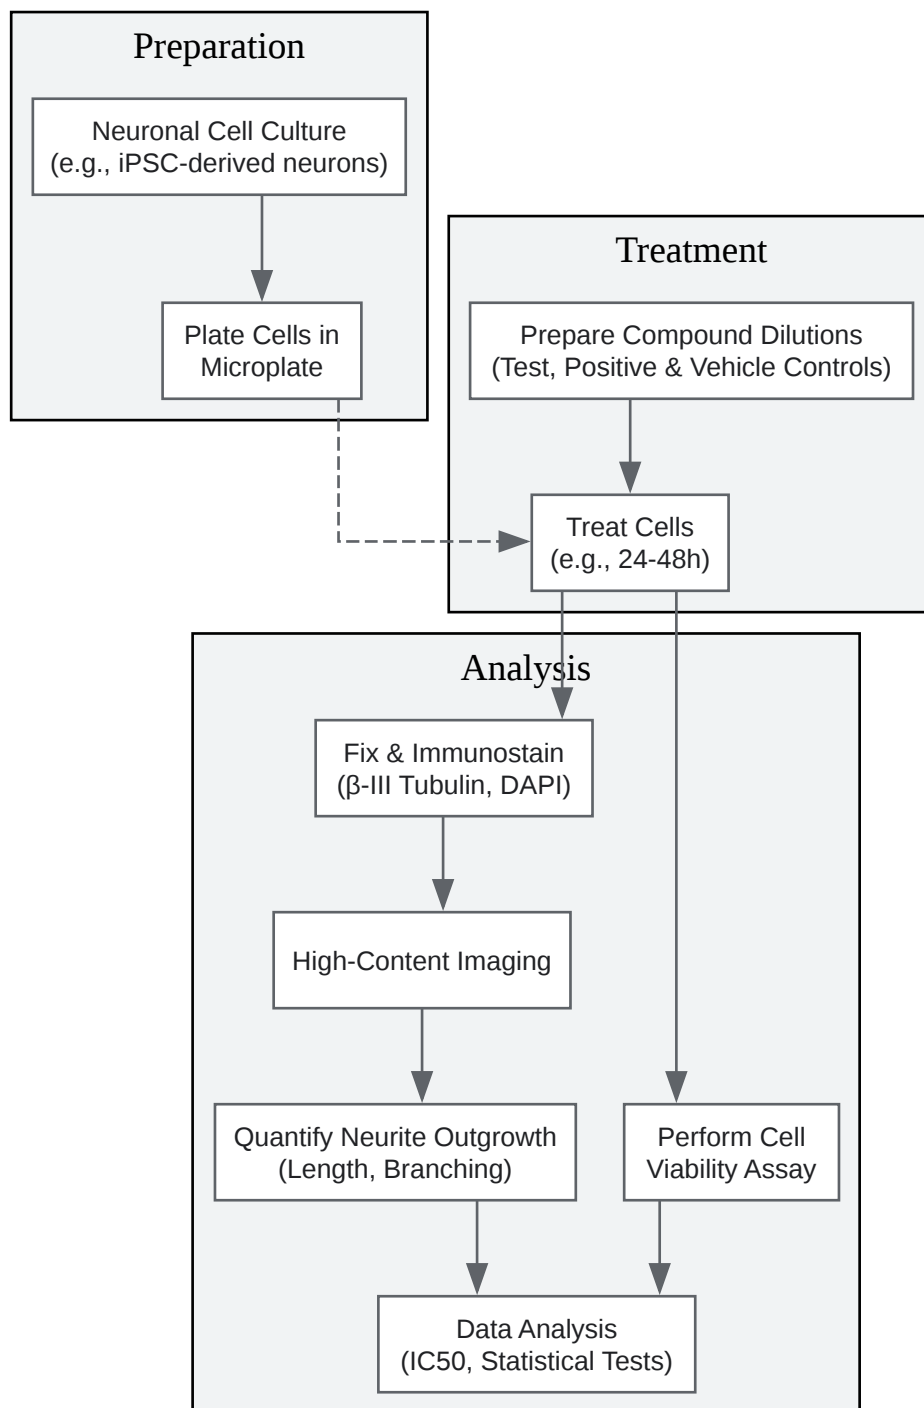 Preparation
Neuronal Cell Culture
(e.g., iPSC-derived neurons)
Plate Cells in
Microplate
Treatment
Prepare Compound Dilutions
(Test, Positive & Vehicle Controls)
Treat Cells
(e.g., 24-48h)
Analysis
Fix & Immunostain
(β-III Tubulin, DAPI)
High-Content Imaging
Quantify Neurite Outgrowth
(Length, Branching)
Perform Cell
Viability Assay
Data Analysis
(IC50, Statistical Tests)